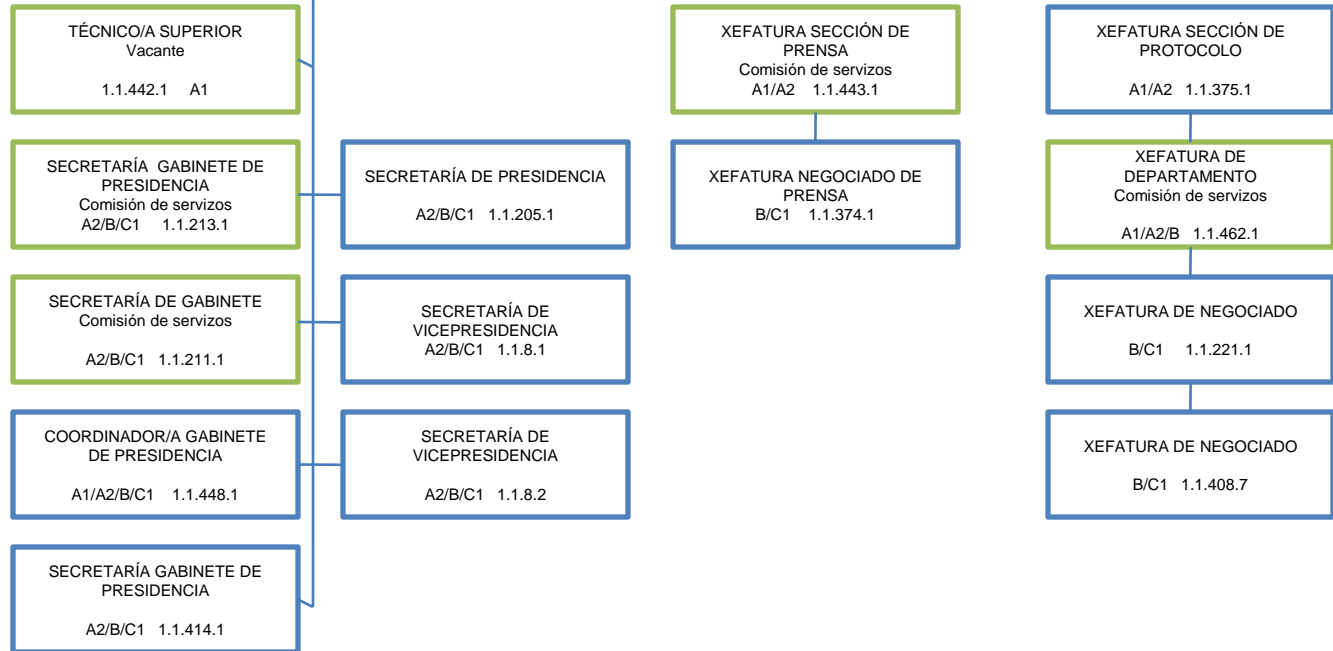 TÉCNICO/A SUPERIOR
Vacante
1.1.442.1 A1
SECRETARÍA GABINETE DE
PRESIDENCIA
Comisión de servizos
A2/B/C1 1.1.213.1
SECRETARÍA DE PRESIDENCIA
A2/B/C1 1.1.205.1
SECRETARÍA DE GABINETE
Comisión de servizos
A2/B/C1 1.1.211.1
SECRETARÍA DE
VICEPRESIDENCIA
A2/B/C1 1.1.8.1
COORDINADOR/A GABINETE
DE PRESIDENCIA
A1/A2/B/C1 1.1.448.1
SECRETARÍA DE
VICEPRESIDENCIA
A2/B/C1 1.1.8.2
SECRETARÍA GABINETE DE
PRESIDENCIA
A2/B/C1 1.1.414.1
XEFATURA SECCIÓN DE
PRENSA
Comisión de servizos
A1/A2 1.1.443.1
XEFATURA NEGOCIADO DE
PRENSA
B/C1 1.1.374.1
XEFATURA SECCIÓN DE
PROTOCOLO
A1/A2 1.1.375.1
XEFATURA DE
DEPARTAMENTO
Comisión de servizos
A1/A2/B 1.1.462.1
XEFATURA DE NEGOCIADO
B/C1 1.1.221.1
XEFATURA DE NEGOCIADO
B/C1 1.1.408.7